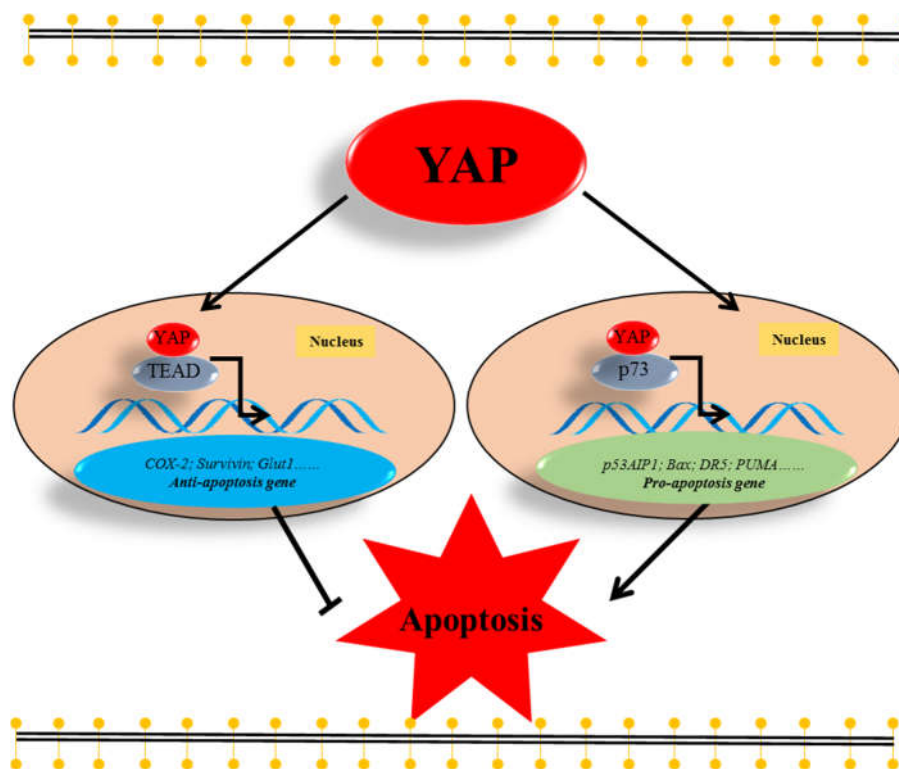 YAP
YAP
TEAD
Nucleus
COX-2; Survivin; Glut1......
Anti-apoptosis gene
YAP
p73
Nucleus
p53AIP1; Bax; DR5; PUMA......
Pro-apoptosis gene
Apoptosis